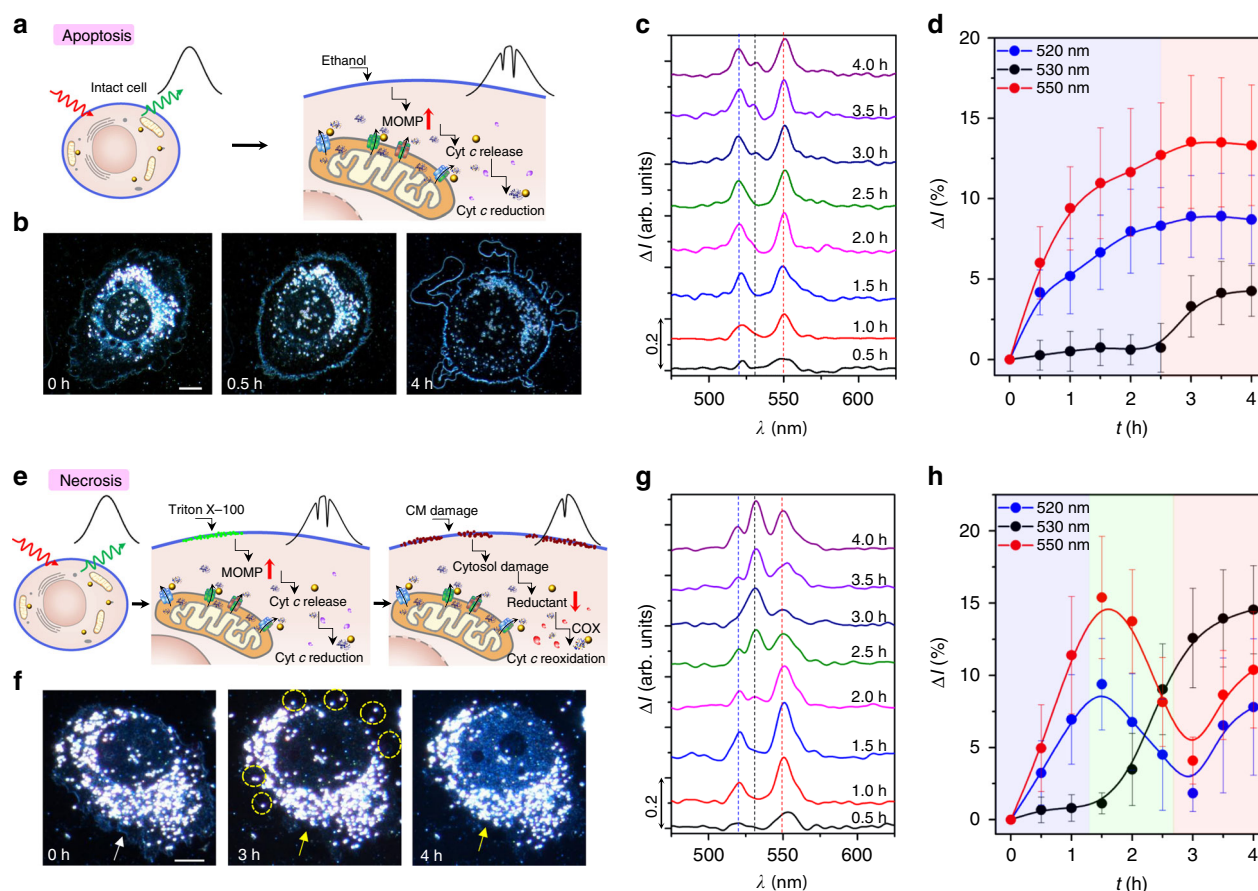 a
Apoptosis
Intact cell
Ethanol
MOMP
Cyt c release
Cyt c reduction
b
0 h
0.5 h
4 h
c
4.0 h
3.5 h
3.0 h
2.5 h
2.0 h
1.5 h
1.0 h
0.5 h
0.2
ΔI (arb. units)
500 550 600
λ (nm)
d
520 nm
530 nm
550 nm
20
15
10
5
0
ΔI (%)
0 1 2 3 4
t (h)
e
Necrosis
Triton X–100
MOMP
Cyt c release
Cyt c reduction
CM damage
Cytosol damage
Reductant
COX
Cyt c reoxidation
f
0 h
3 h
4 h
g
4.0 h
3.5 h
3.0 h
2.5 h
2.0 h
1.5 h
1.0 h
0.5 h
0.2
ΔI (arb. units)
500 550 600
λ (nm)
h
520 nm
530 nm
550 nm
22.5
15
7.5
0
ΔI (%)
0 1 2 3 4
t (h)